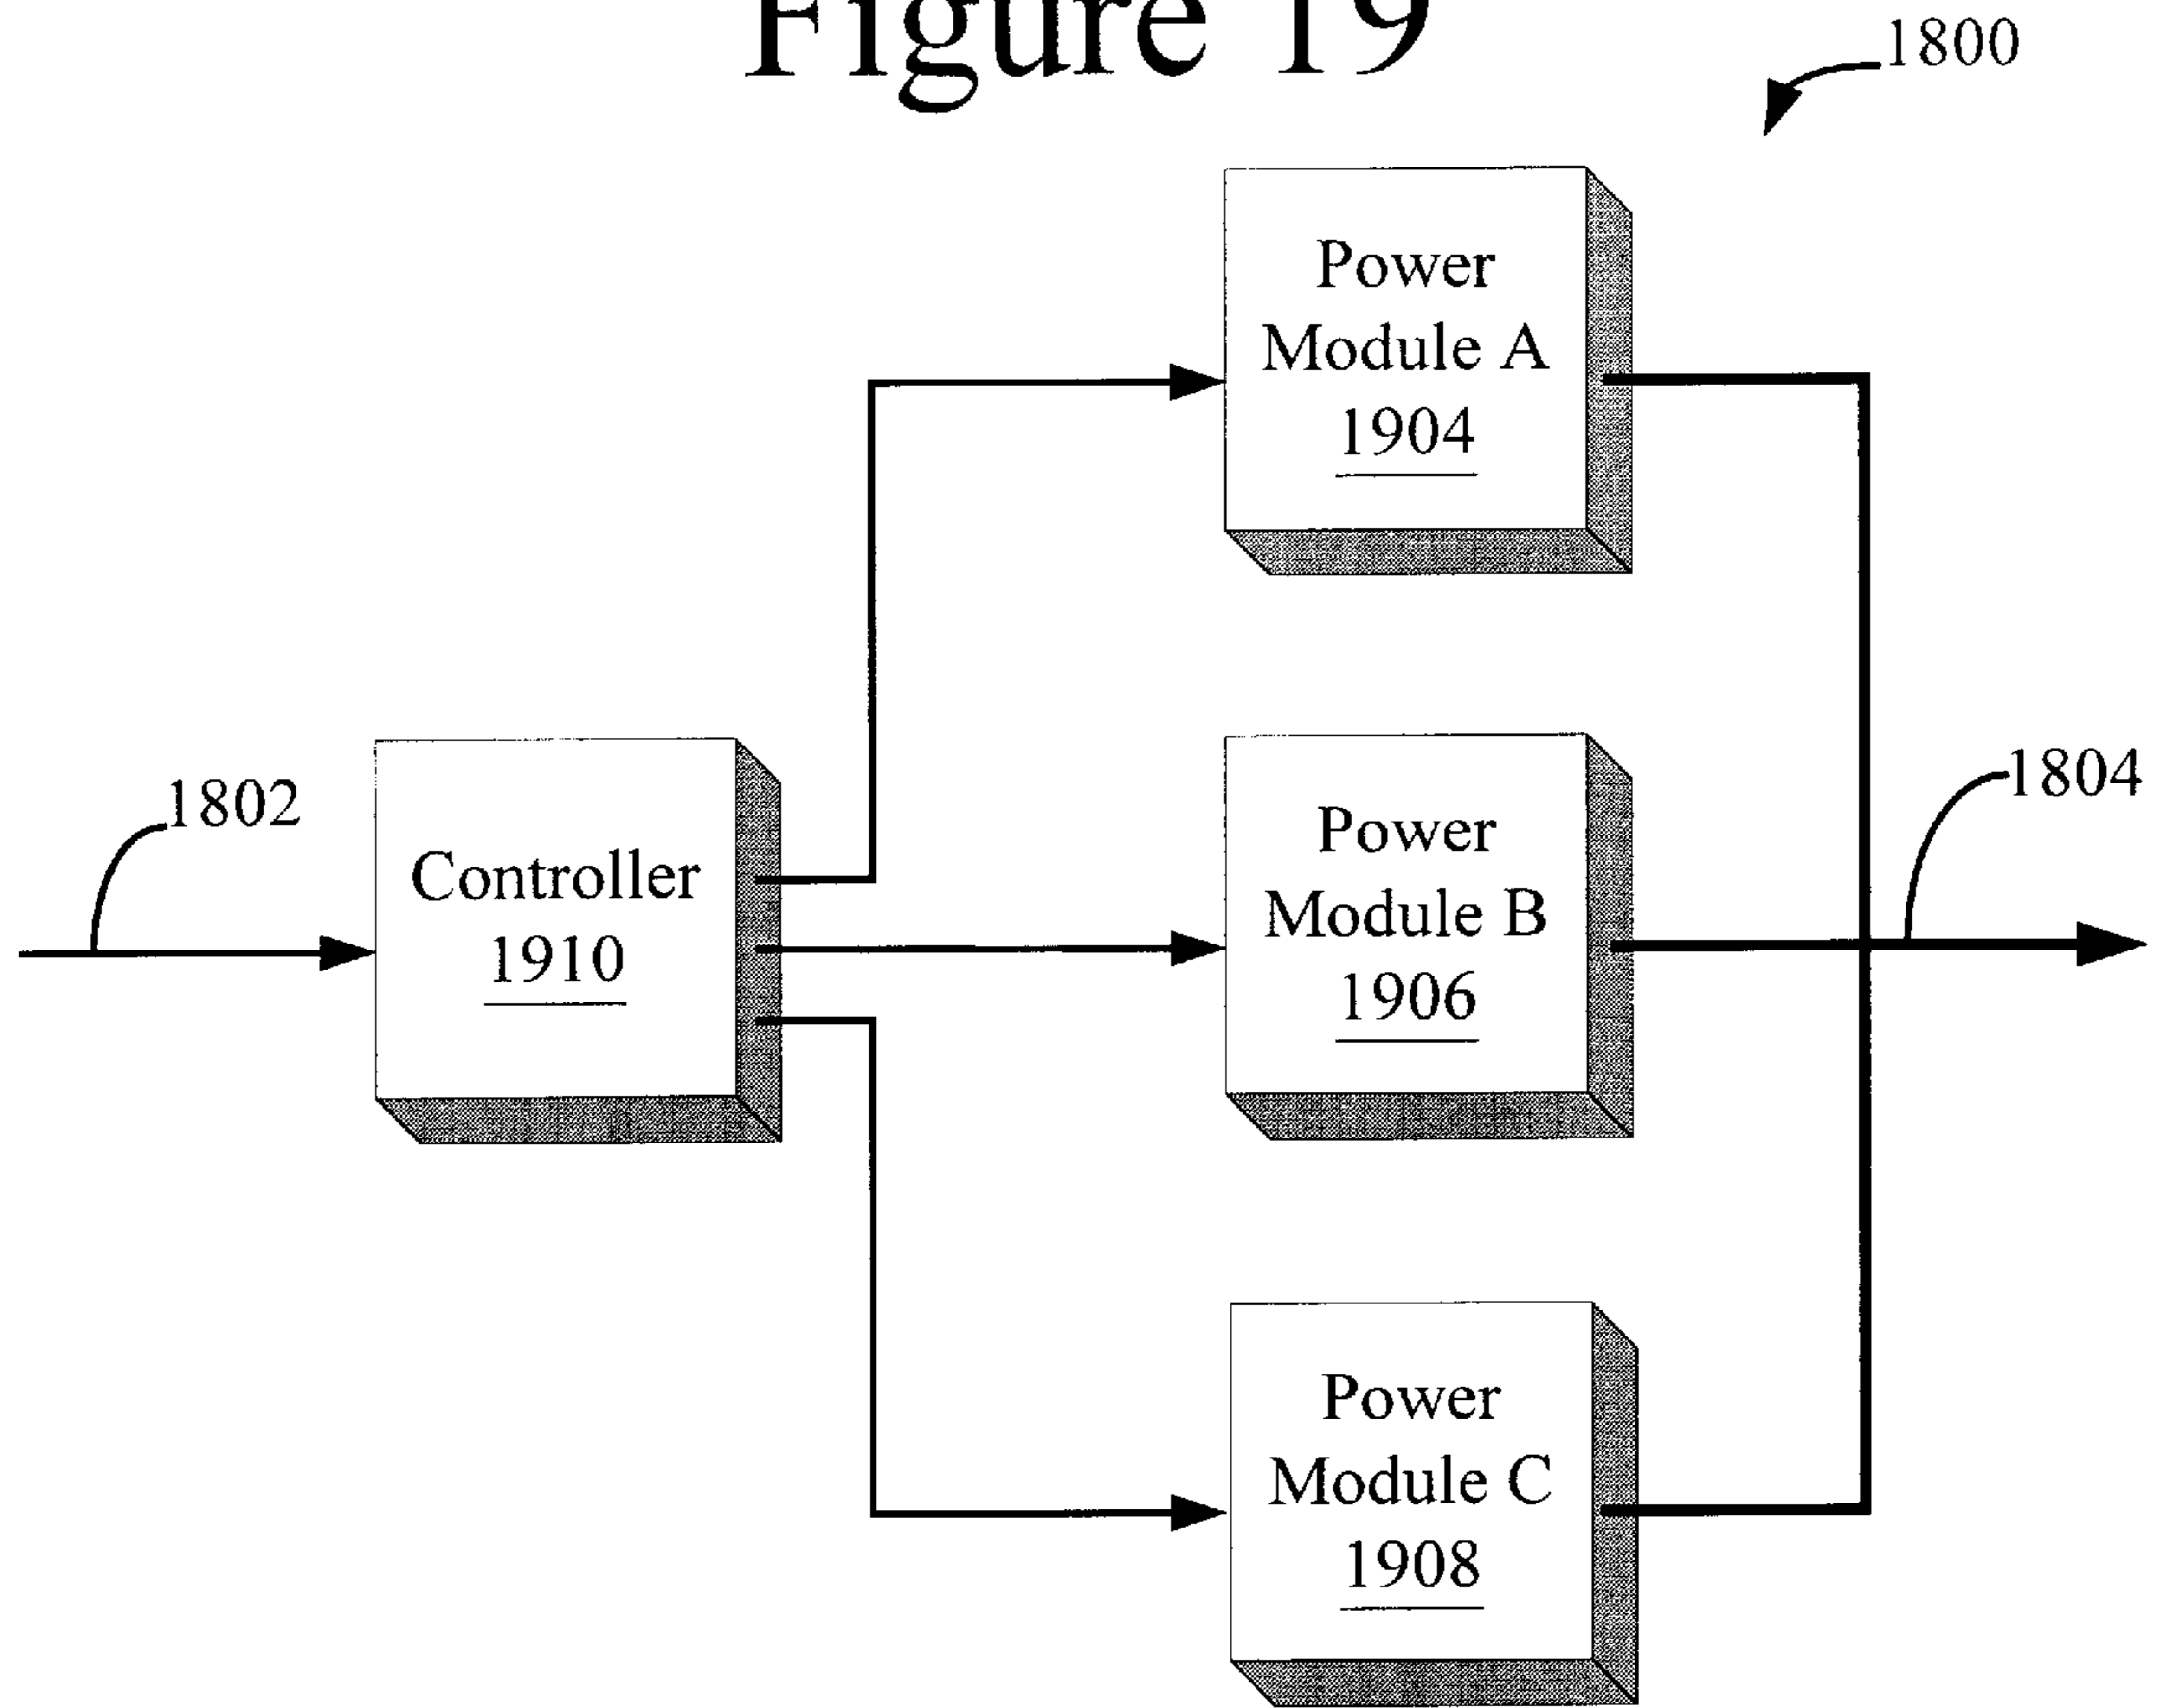 Figure 19
1800
Power
Module A
1904
1802
Controller
1910
Power
Module B
1906
1804
Power
Module C
1908